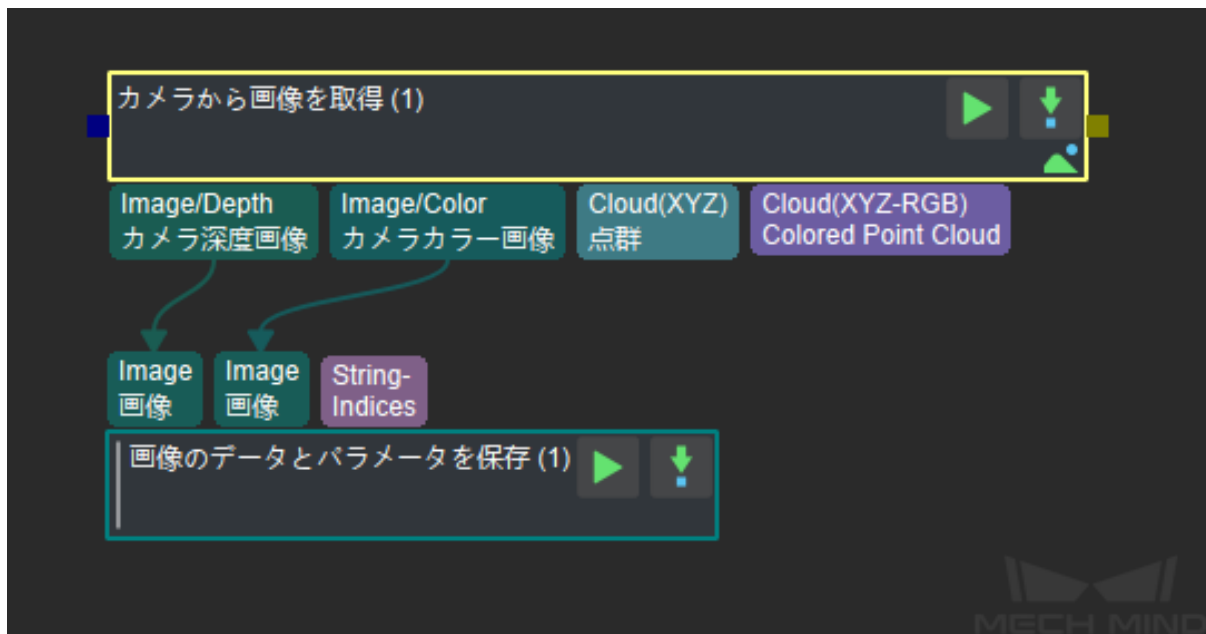 カメラから画像を取得 (1)
Image/Depth
カメラ深度画像
Image/Color
カメラカラー画像
Cloud(XYZ)
点群
Cloud(XYZ-RGB)
Colored Point Cloud
Image
画像
Image
画像
String-
Indices
画像のデータとパラメータを保存 (1)
MECH MIND